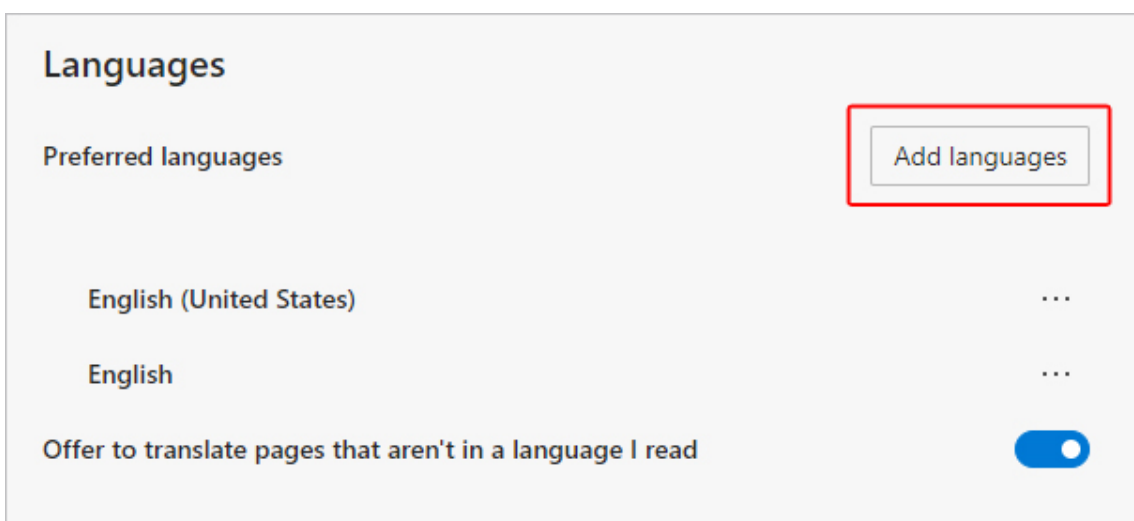 Languages
Preferred languages
Add languages
English (United States)
English
Offer to translate pages that aren't in a language I read